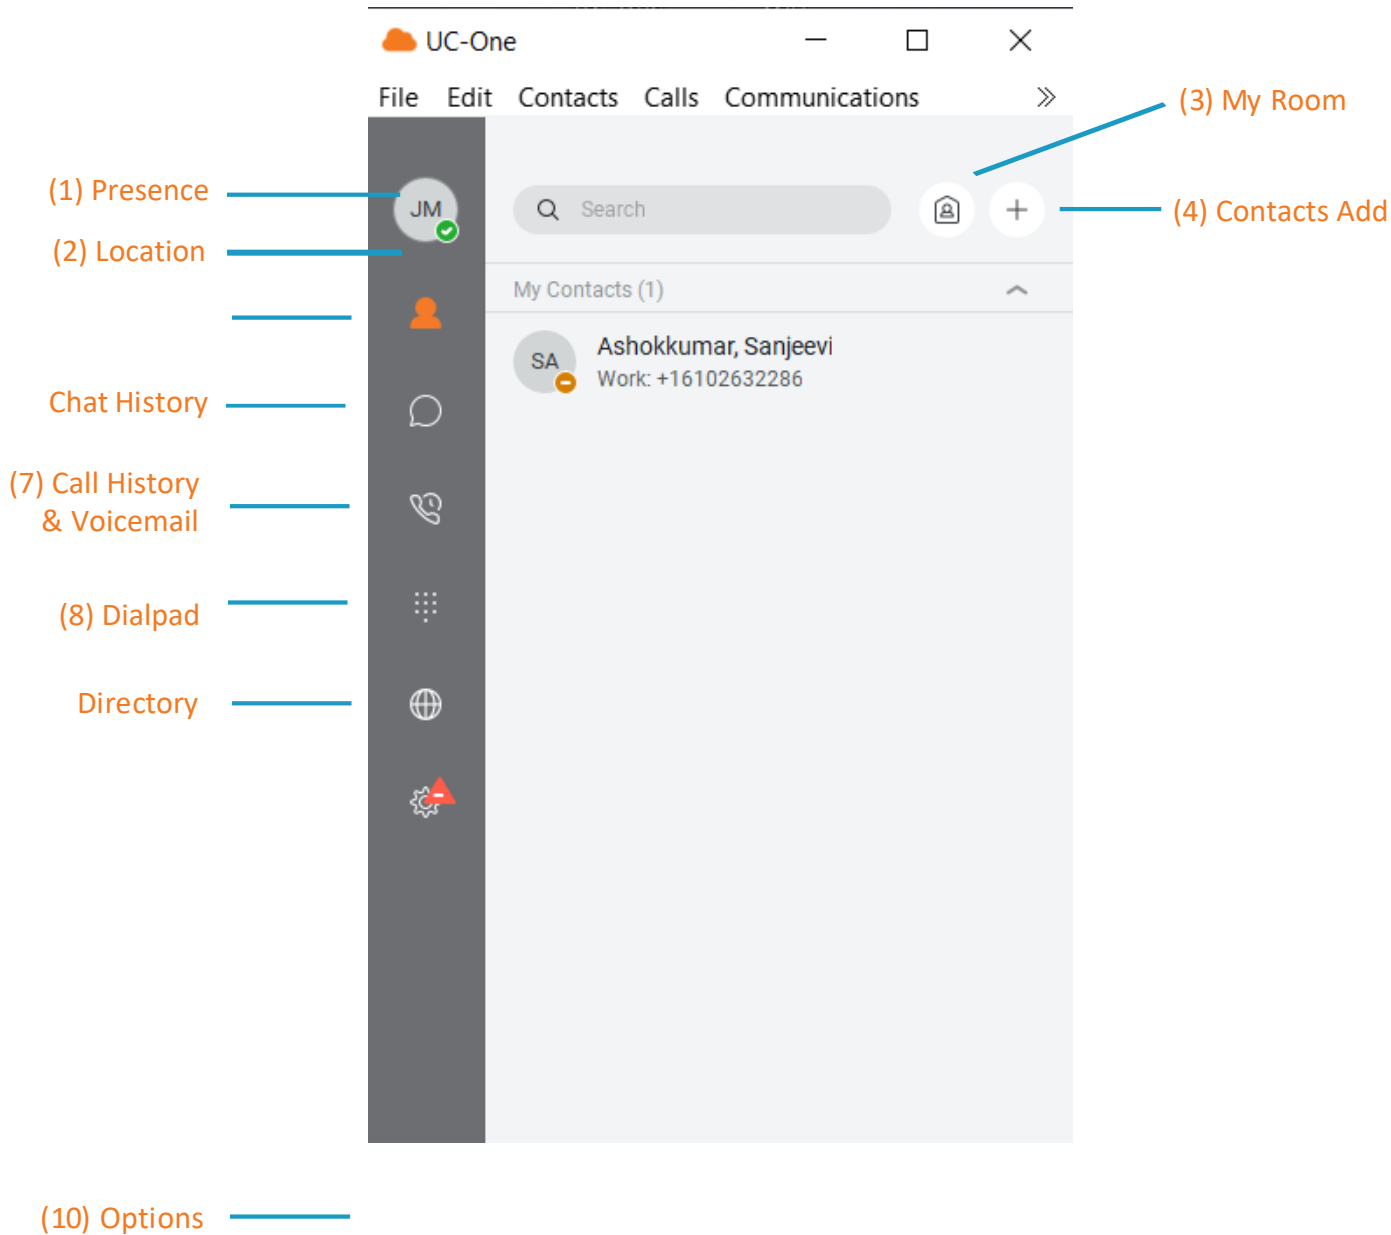 UC-One
File Edit Contacts Calls Communications
(3) My Room
(1) Presence
JM
Search
(4) Contacts Add
(2) Location
My Contacts (1)
SA
Ashokkumar, Sanjeevi
Work: +16102632286
Chat History
(7) Call History
& Voicemail
(8) Dialpad
Directory
(10) Options